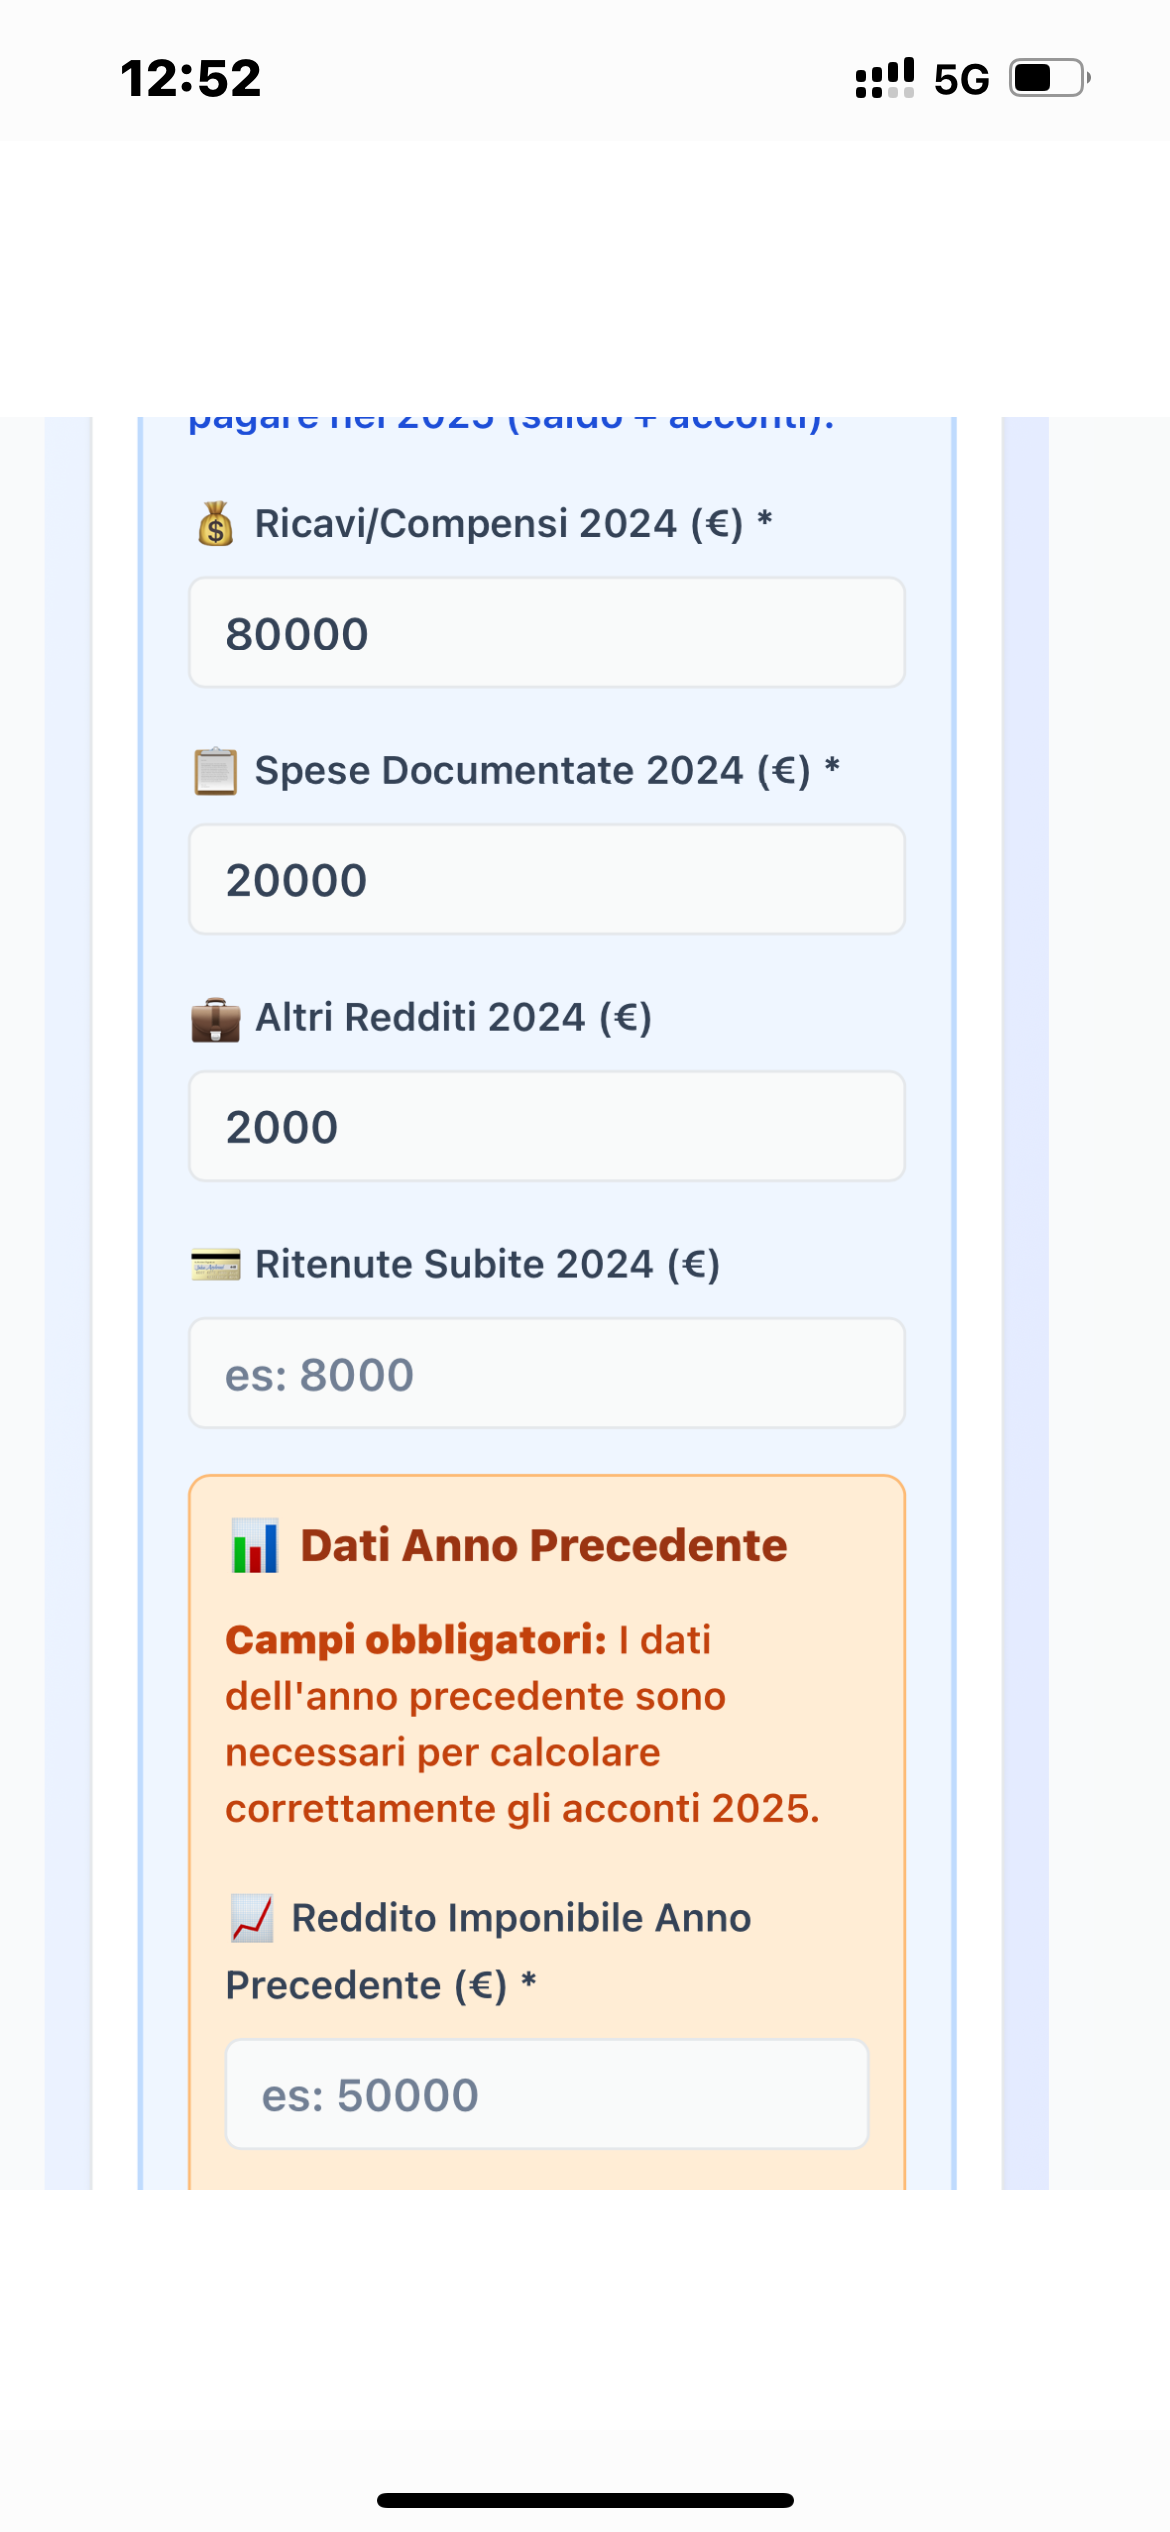 12:52
5G
pagare nel 2025 (saldo + acconti).
Ricavi/Compensi 2024 (€) *
80000
Spese Documentate 2024 (€) *
20000
Altri Redditi 2024 (€)
2000
Ritenute Subite 2024 (€)
es: 8000
Dati Anno Precedente
Campi obbligatori: I dati
dell'anno precedente sono
necessari per calcolare
correttamente gli acconti 2025.
Reddito Imponibile Anno
Precedente (€) *
es: 50000